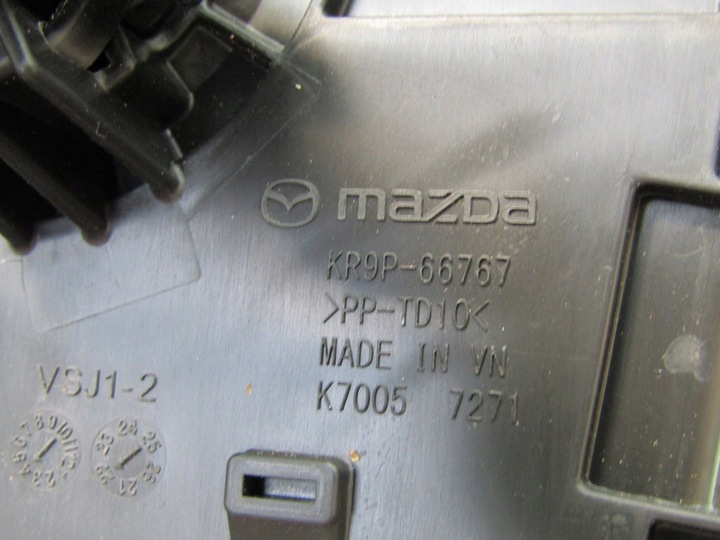 mazda
KR9P-66767
>PP-TD10<
MADE IN VN
K7005 7271
VSJ1-2